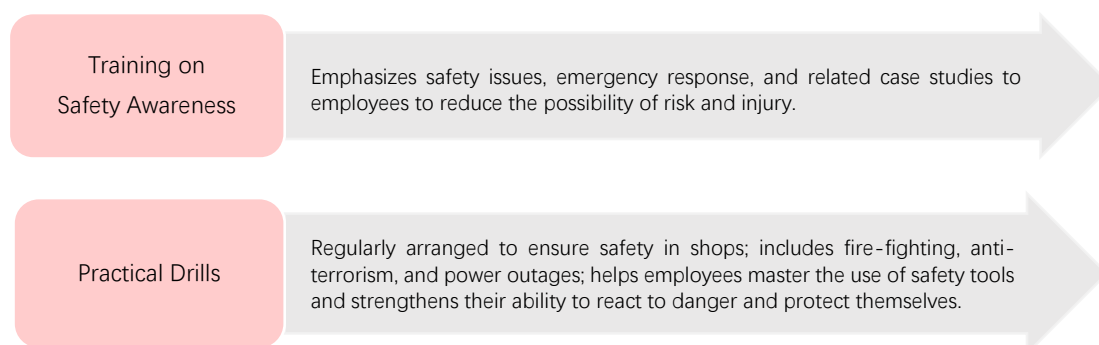 Training on
Safety Awareness
Emphasizes safety issues, emergency response, and related case studies to
employees to reduce the possibility of risk and injury.
Practical Drills
Regularly arranged to ensure safety in shops; includes fire-fighting, anti-
terrorism, and power outages; helps employees master the use of safety tools
and strengthens their ability to react to danger and protect themselves.